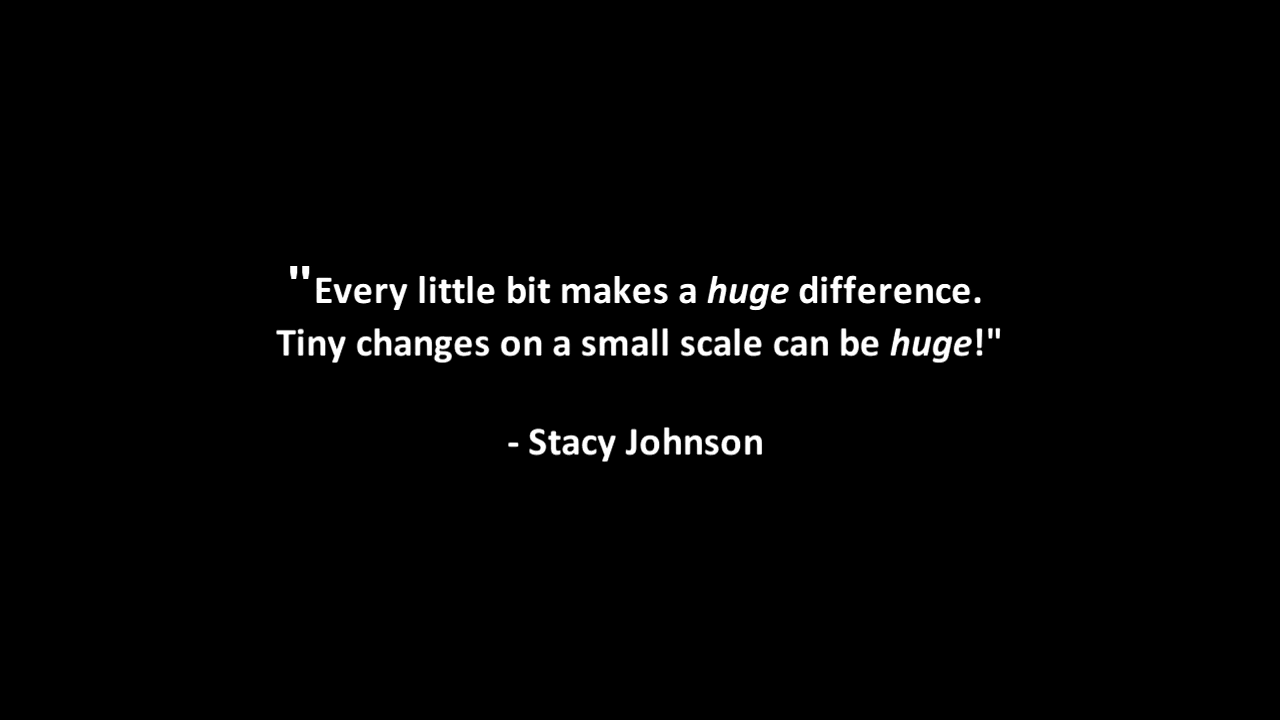 "Every little bit makes a huge difference.
Tiny changes on a small scale can be huge!"
- Stacy Johnson